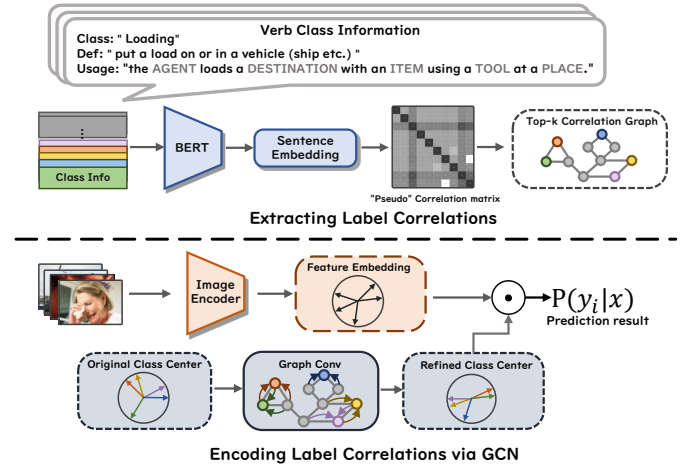 Verb Class Information
Class: " Loading"
Def: " put a load on or in a vehicle (ship etc.) "
Usage: "the AGENT loads a DESTINATION with an ITEM using a TOOL at a PLACE."
⋮
Class Info
BERT
Sentence
Embedding
"Pseudo" Correlation matrix
Top-k Correlation Graph
Extracting Label Correlations
Image
Encoder
Feature Embedding
P(y_i|x)
Prediction result
Original Class Center
Graph Conv
Refined Class Center
Encoding Label Correlations via GCN